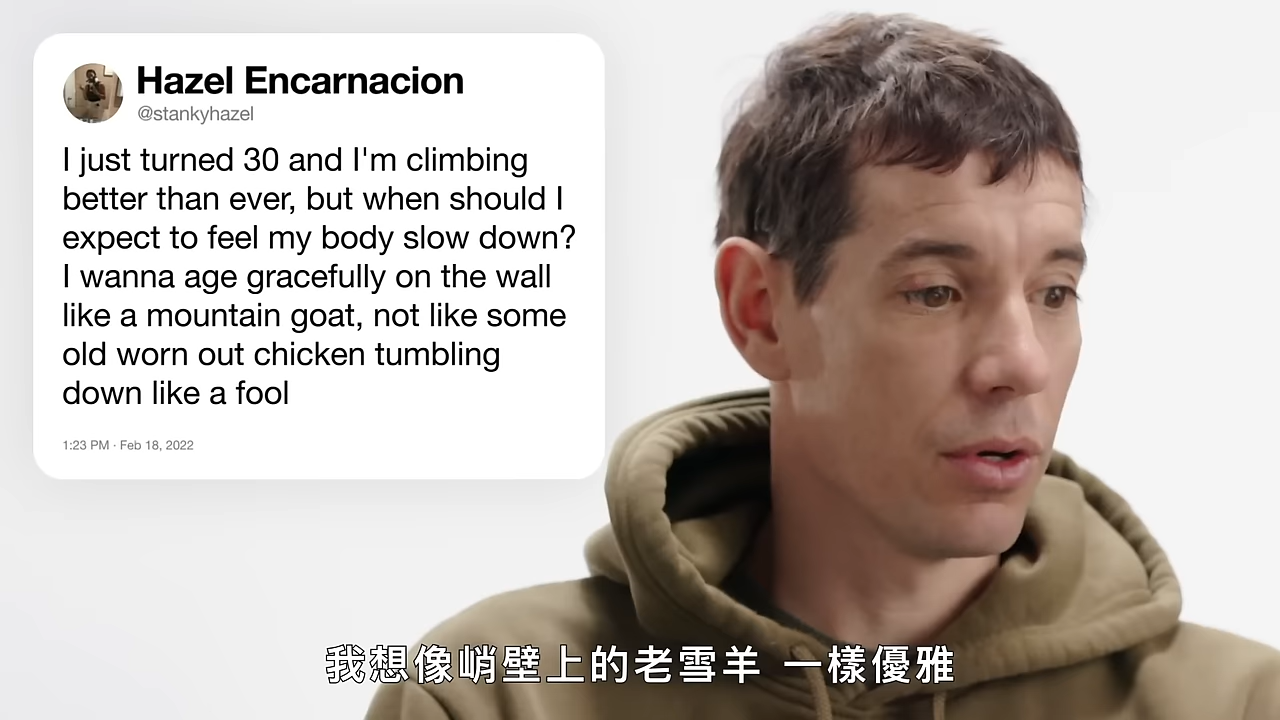 Hazel Encarnacion
@stankyhazel
I just turned 30 and I'm climbing
better than ever, but when should I
expect to feel my body slow down?
I wanna age gracefully on the wall
like a mountain goat, not like some
old worn out chicken tumbling
down like a fool
1:23 PM · Feb 18, 2022
我想像峭壁上的老雪羊 一樣優雅